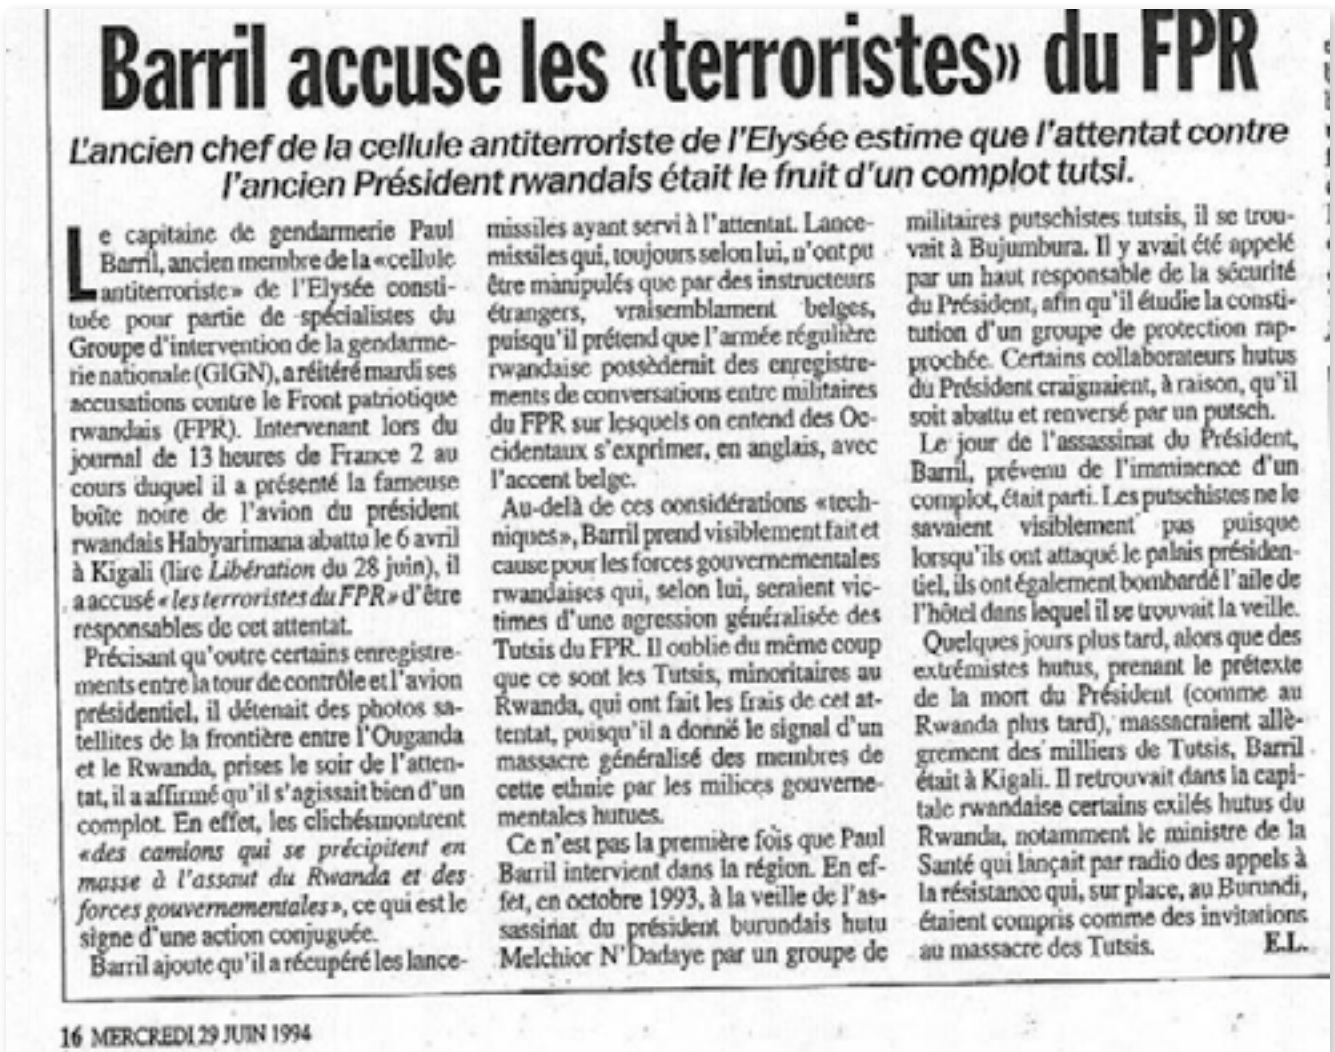 Barril accuse les «terroristes» du FPR
L'ancien chef de la cellule antiterroriste de l'Elysée estime que l'attentat contre
l'ancien Président rwandais était le fruit d'un complot tutsi.
Le capitaine de gendarmerie Paul
Barril, ancien membre de la «cellule
antiterroriste» de l'Elysée consti-
tuée pour partie de spécialistes du
Groupe d'intervention de la gendarme-
rie nationale (GIGN), a réitéré mardi ses
accusations contre le Front patriotique
rwandais (FPR). Intervenant lors du
journal de 13 heures de France 2 au
cours duquel il a présenté la fameuse
boîte noire de l'avion du président
rwandais Habyarimana abattu le 6 avril
à Kigali (lire Libération du 28 juin), il
a accusé «les terroristes du FPR» d'être
responsables de cet attentat.
Précisant qu'outre certains enregistre-
ments entre la tour de contrôle et l'avion
présidentiel, il détenait des photos sa-
tellites de la frontière entre l'Ouganda
et le Rwanda, prises le soir de l'atten-
tat, il a affirmé qu'il s'agissait bien d'un
complot. En effet, les clichés montrent
«des camions qui se précipitent en
masse à l'assaut du Rwanda et des
forces gouvernementales», ce qui est le
signe d'une action conjuguée.
Barril ajoute qu'il a récupéré les lance-
missiles ayant servi à l'attentat. Lance-
missiles qui, toujours selon lui, n'ont pu
être manipulés que par des instructeurs
étrangers, vraisemblament belges,
puisqu'il prétend que l'armée régulière
rwandaise possèderait des enregistre-
ments de conversations entre militaires
du FPR sur lesquels on entend des Oc-
cidentaux s'exprimer, en anglais, avec
l'accent belge.
Au-delà de ces considérations «tech-
niques», Barril prend visiblement fait et
cause pour les forces gouvernementales
rwandaises qui, selon lui, seraient vic-
times d'une agression généralisée des
Tutsis du FPR. Il oublie du même coup
que ce sont les Tutsis, minoritaires au
Rwanda, qui ont fait les frais de cet at-
tentat, puisqu'il a donné le signal d'un
massacre généralisé des membres de
cette ethnie par les milices gouverne-
mentales hutues.
Ce n'est pas la première fois que Paul
Barril intervient dans la région. En ef-
fet, en octobre 1993, à la veille de l'as-
sassinat du président burundais hutu
Melchior N'Dadaye par un groupe de
militaires putschistes tutsis, il se trou-
vait à Bujumbura. Il y avait été appelé
par un haut responsable de la sécurité
du Président, afin qu'il étudie la consti-
tution d'un groupe de protection rap-
prochée. Certains collaborateurs hutus
du Président craignaient, à raison, qu'il
soit abattu et renversé par un putsch.
Le jour de l'assassinat du Président,
Barril, prévenu de l'imminence d'un
complot, était parti. Les putschistes ne le
savaient visiblement pas puisque
lorsqu'ils ont attaqué le palais présiden-
tiel, ils ont également bombardé l'aile de
l'hôtel dans lequel il se trouvait la veille.
Quelques jours plus tard, alors que des
extrémistes hutus, prenant le prétexte
de la mort du Président (comme au
Rwanda plus tard), massacraient allè-
grement des milliers de Tutsis, Barril
était à Kigali. Il retrouvait dans la capi-
tale rwandaise certains exilés hutus du
Rwanda, notamment le ministre de la
Santé qui lançait par radio des appels à
la résistance qui, sur place, au Burundi,
étaient compris comme des invitations
au massacre des Tutsis. E.L.
16 MERCREDI 29 JUIN 1994